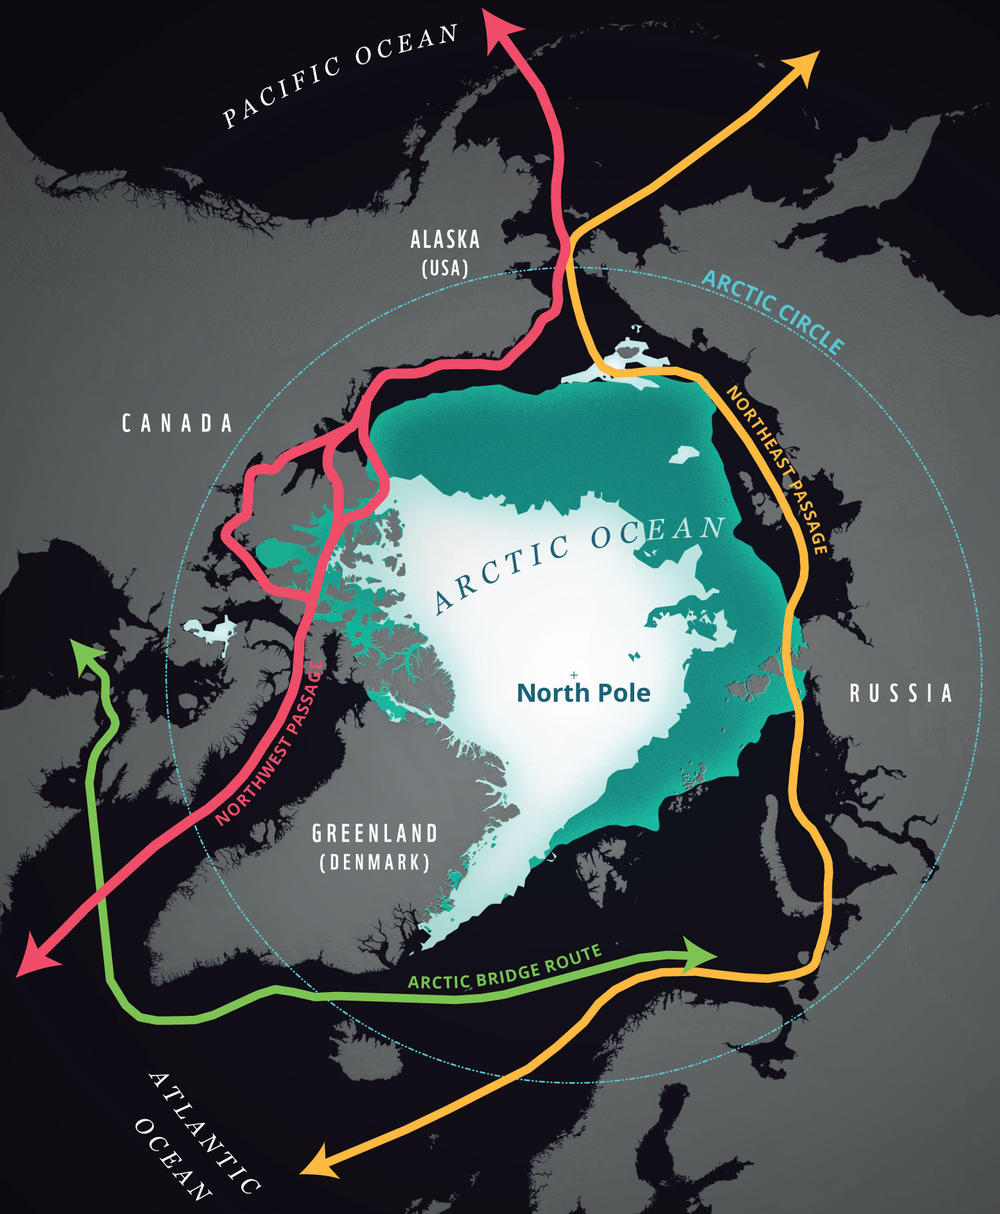 PACIFIC OCEAN
ALASKA
(USA)
ARCTIC CIRCLE
CANADA
NORTHEAST PASSAGE
ARCTIC OCEAN
North Pole
RUSSIA
NORTHWEST PASSAGE
GREENLAND
(DENMARK)
ARCTIC BRIDGE ROUTE
ATLANTIC
OCEAN